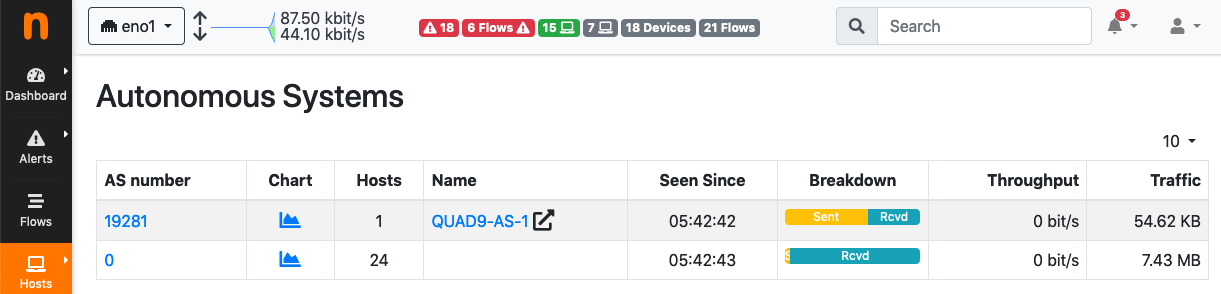 n
eno1
87.50 kbit/s
44.10 kbit/s
18
6 Flows
15
7
18 Devices
21 Flows
Search
3
Dashboard
Alerts
Flows
Hosts
Autonomous Systems
10
AS number Chart Hosts Name Seen Since Breakdown Throughput Traffic
19281 1 QUAD9-AS-1 05:42:42 Sent Rcvd 0 bit/s 54.62 KB
0 24 05:42:43 S Rcvd 0 bit/s 7.43 MB